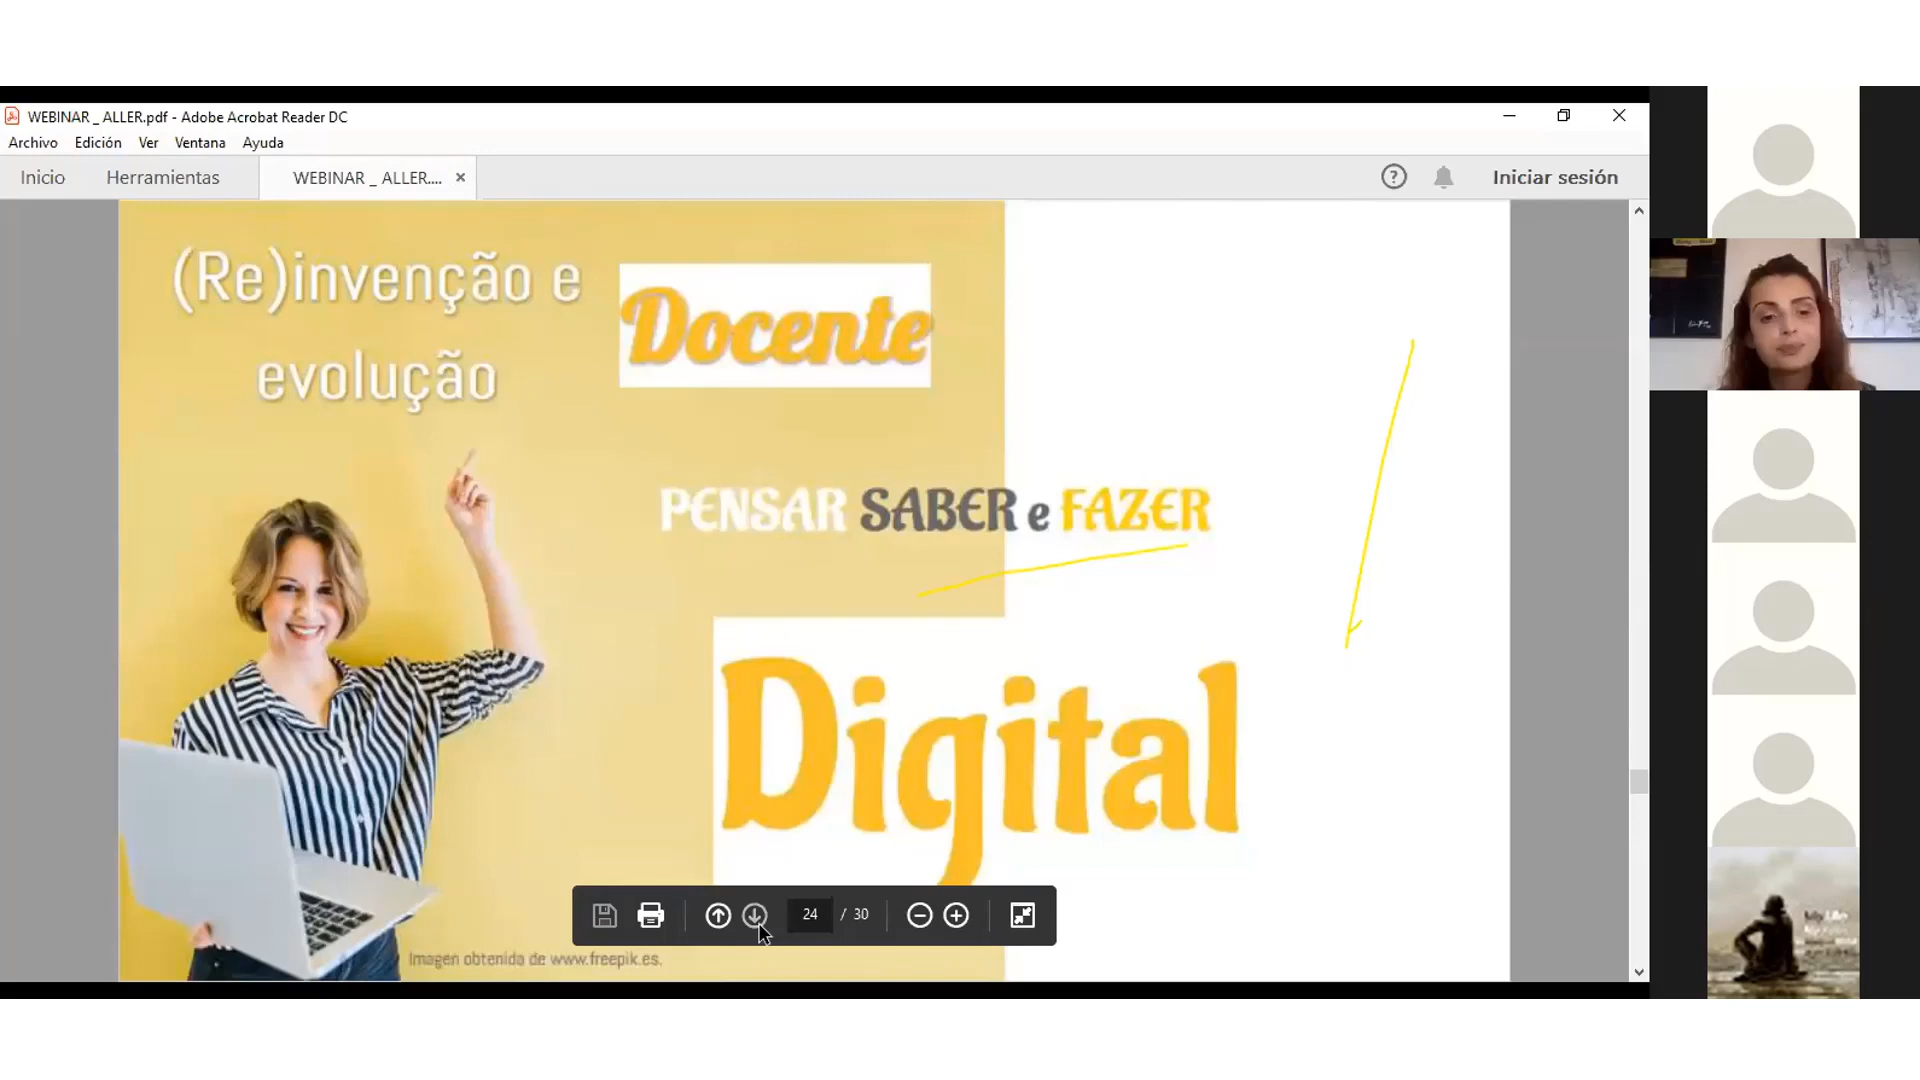 WEBINAR _ ALLER.pdf - Adobe Acrobat Reader DC
Archivo Edición Ver Ventana Ayuda
Inicio Herramientas WEBINAR _ ALLER.... × ? Iniciar sesión
(Re)invenção e
evolução
Docente
PENSAR SABER e FAZER
Digital
24 / 30
Imagen obtenida de www.freepik.es.